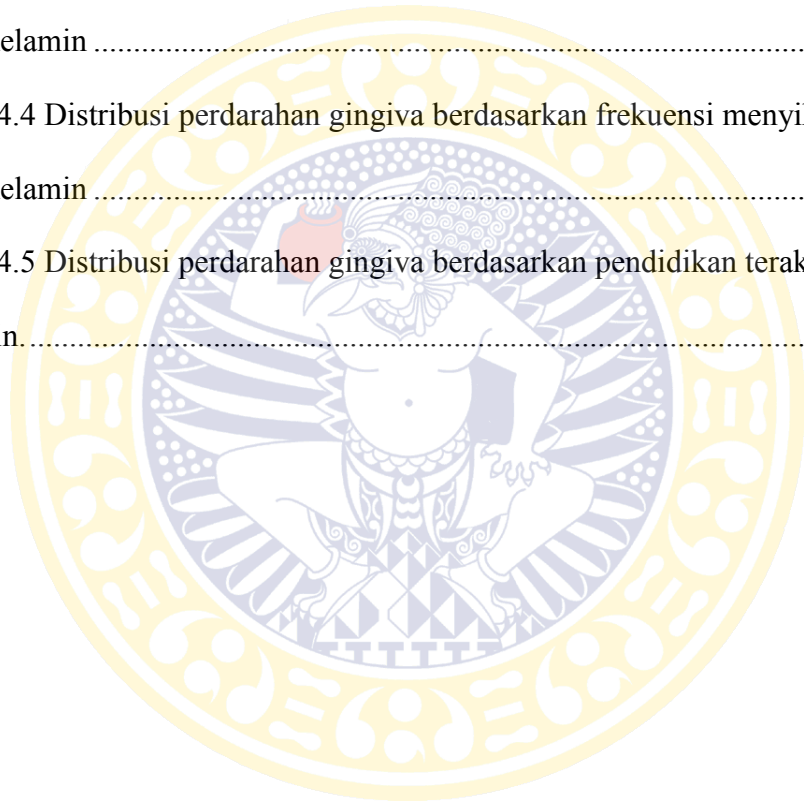 elamin ....................................................................................................
4.4 Distribusi perdarahan gingiva berdasarkan frekuensi menyi
elamin ....................................................................................................
4.5 Distribusi perdarahan gingiva berdasarkan pendidikan terak
n. ....................................................................................................